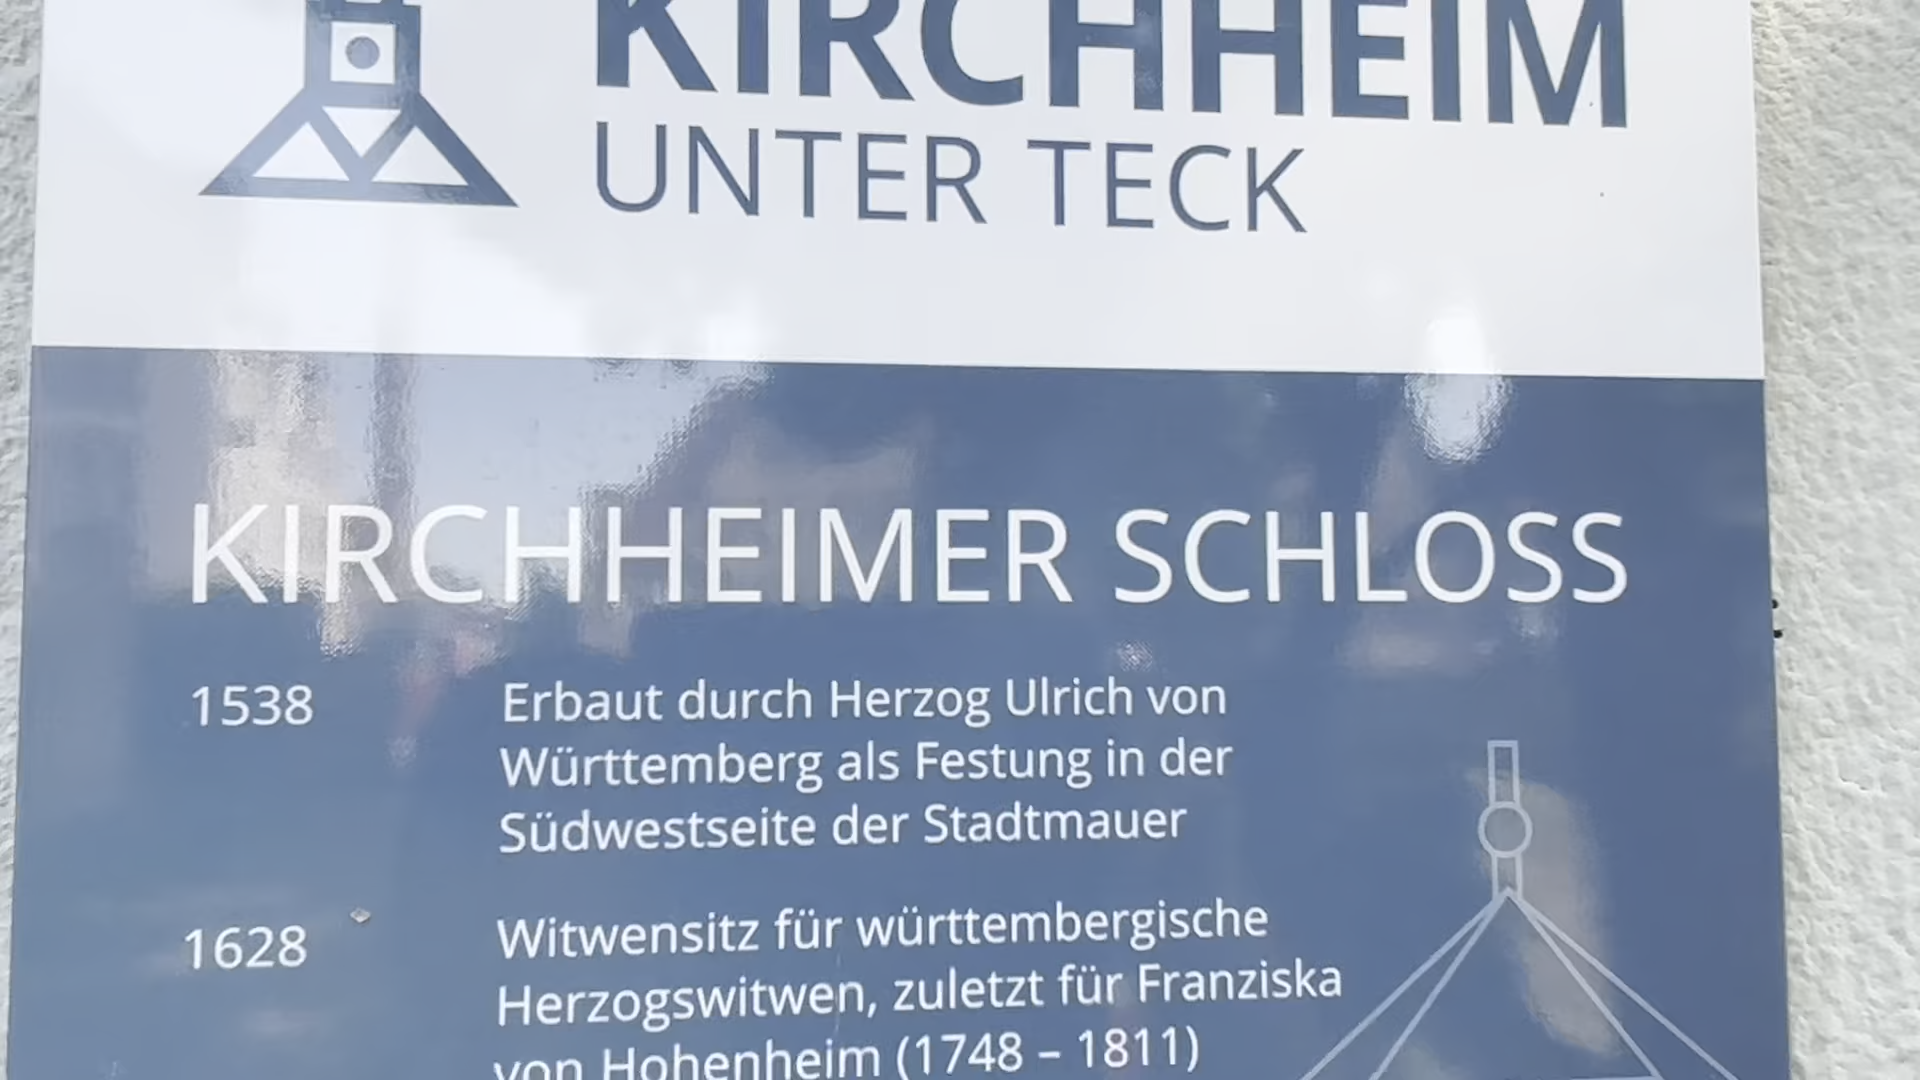 KIRCHHEIM
UNTER TECK
KIRCHHEIMER SCHLOSS
1538 Erbaut durch Herzog Ulrich von
Württemberg als Festung in der
Südwestseite der Stadtmauer
1628 Witwensitz für württembergische
Herzogswitwen, zuletzt für Franziska
von Hohenheim (1748 – 1811)